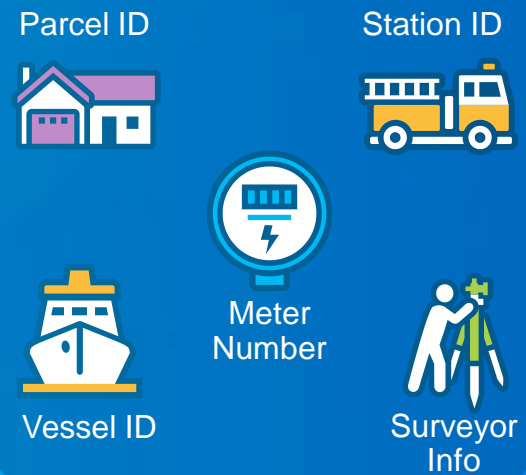 Parcel ID
Station ID
Meter
Number
Vessel ID
Surveyor
Info